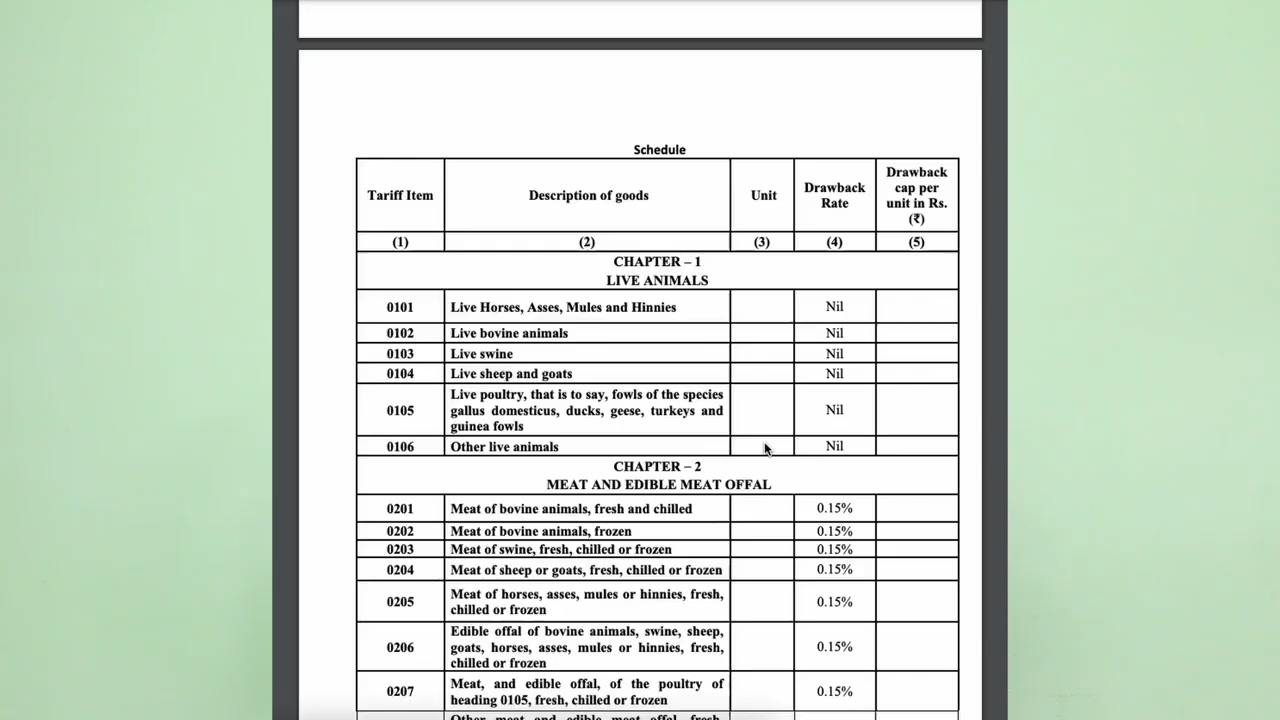 Schedule
Tariff Item Description of goods Unit Drawback Rate Drawback cap per unit in Rs. (₹)
(1) (2) (3) (4) (5)
CHAPTER – 1
LIVE ANIMALS
0101 Live Horses, Asses, Mules and Hinnies Nil
0102 Live bovine animals Nil
0103 Live swine Nil
0104 Live sheep and goats Nil
0105 Live poultry, that is to say, fowls of the species
gallus domesticus, ducks, geese, turkeys and
guinea fowls Nil
0106 Other live animals Nil
CHAPTER – 2
MEAT AND EDIBLE MEAT OFFAL
0201 Meat of bovine animals, fresh and chilled 0.15%
0202 Meat of bovine animals, frozen 0.15%
0203 Meat of swine, fresh, chilled or frozen 0.15%
0204 Meat of sheep or goats, fresh, chilled or frozen 0.15%
0205 Meat of horses, asses, mules or hinnies, fresh,
chilled or frozen 0.15%
0206 Edible offal of bovine animals, swine, sheep,
goats, horses, asses, mules or hinnies, fresh,
chilled or frozen 0.15%
0207 Meat, and edible offal, of the poultry of
heading 0105, fresh, chilled or frozen 0.15%
Other meat and edible meat offal, fresh,